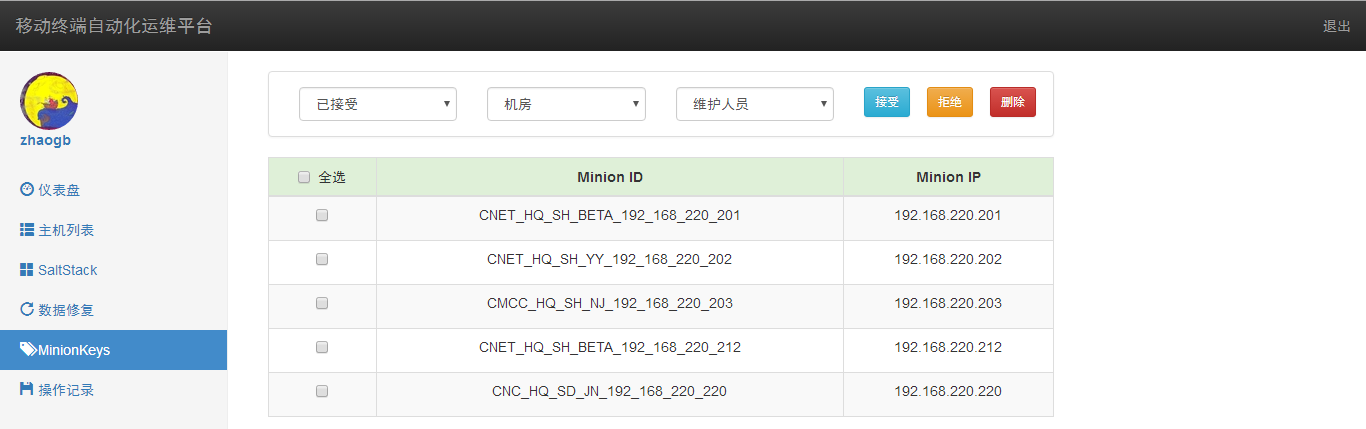 移动终端自动化运维平台 退出
zhaogb
仪表盘
主机列表
SaltStack
数据修复
MinionKeys
操作记录
已接受 机房 维护人员 接受 拒绝 删除
全选 Minion ID Minion IP
CNET_HQ_SH_BETA_192_168_220_201 192.168.220.201
CNET_HQ_SH_YY_192_168_220_202 192.168.220.202
CMCC_HQ_SH_NJ_192_168_220_203 192.168.220.203
CNET_HQ_SH_BETA_192_168_220_212 192.168.220.212
CNC_HQ_SD_JN_192_168_220_220 192.168.220.220